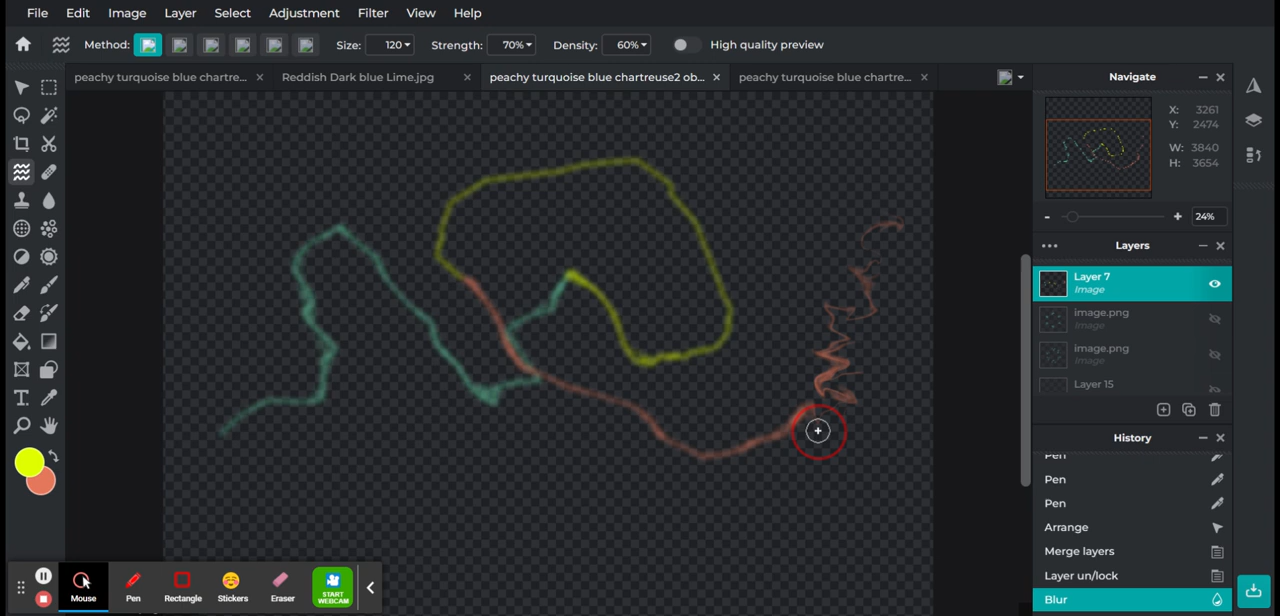 File Edit Image Layer Select Adjustment Filter View Help
Method: Size: 120 Strength: 70% Density: 60% High quality preview
peachy turquoise blue chartre... Reddish Dark blue Lime.jpg peachy turquoise blue chartreuse2 ob... peachy turquoise blue chartre...
Navigate
X: 3261
Y: 2474
W: 3840
H: 3654
- + 24%
Layers
Layer 7
Image
image.png
Image
image.png
Image
Layer 15
History
Pen
Pen
Pen
Arrange
Merge layers
Layer un/lock
Blur
Mouse Pen Rectangle Stickers Eraser START
WEBCAM